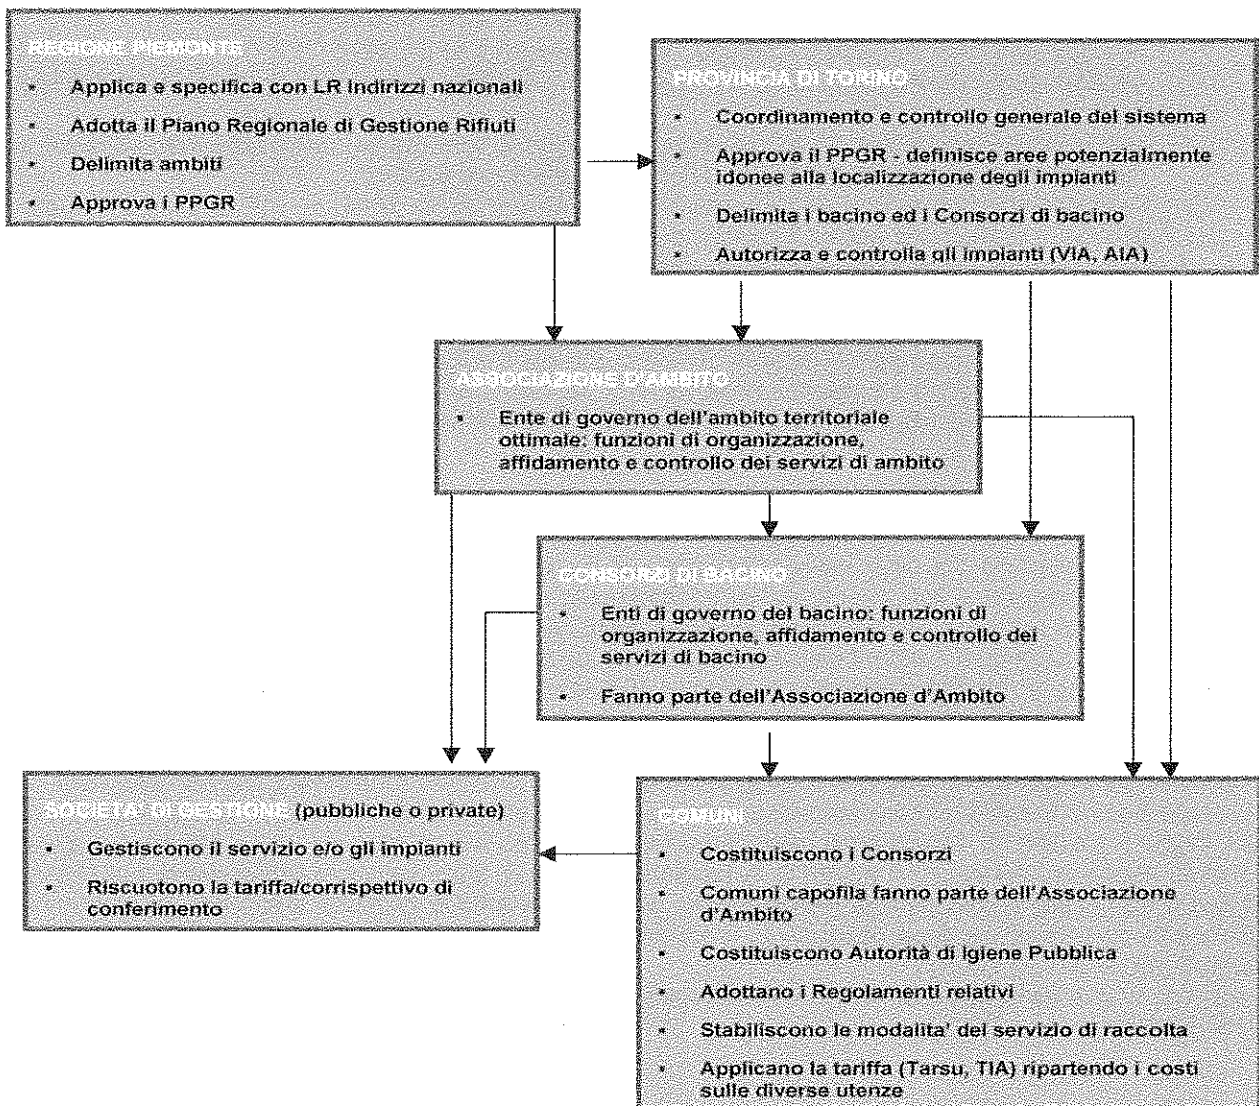 REGIONE PIEMONTE
▪ Applica e specifica con LR Indirizzi nazionali
▪ Adotta il Piano Regionale di Gestione Rifiuti
▪ Delimita ambiti
▪ Approva i PPGR
PROVINCIA DI TORINO
▪ Coordinamento e controllo generale del sistema
▪ Approva il PPGR - definisce aree potenzialmente
idonee alla localizzazione degli impianti
▪ Delimita i bacino ed i Consorzi di bacino
▪ Autorizza e controlla gli impianti (VIA, AIA)
ASSOCIAZIONE D'AMBITO
▪ Ente di governo dell'ambito territoriale
ottimale: funzioni di organizzazione,
affidamento e controllo dei servizi di ambito
CONSORZI DI BACINO
▪ Enti di governo del bacino: funzioni di
organizzazione, affidamento e controllo dei
servizi di bacino
▪ Fanno parte dell'Associazione d'Ambito
SOCIETA' DI GESTIONE (pubbliche o private)
▪ Gestiscono il servizio e/o gli impianti
▪ Riscuotono la tariffa/corrispettivo di
conferimento
COMUNI
▪ Costituiscono i Consorzi
▪ Comuni capofila fanno parte dell'Associazione
d'Ambito
▪ Costituiscono Autorità di Igiene Pubblica
▪ Adottano i Regolamenti relativi
▪ Stabiliscono le modalita' del servizio di raccolta
▪ Applicano la tariffa (Tarsu, TIA) ripartendo i costi
sulle diverse utenze